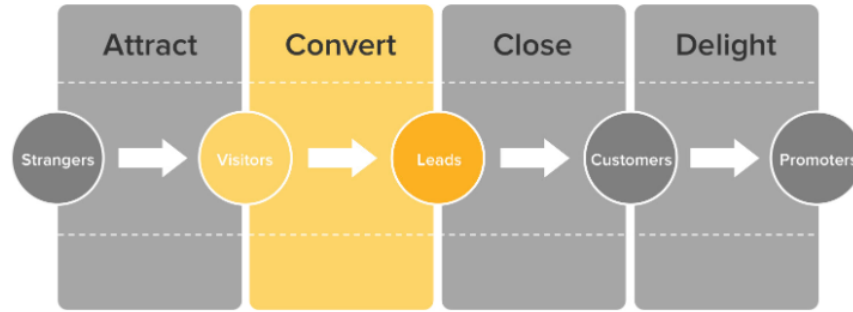 Attract
Convert
Close
Delight
Strangers
Visitors
Leads
Customers
Promoters